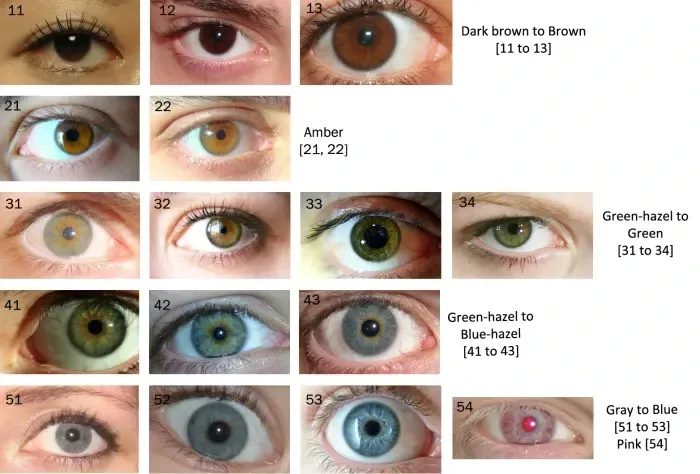 11
12
13
Dark brown to Brown
[11 to 13]
21
22
Amber
[21, 22]
31
32
33
34
Green-hazel to
Green
[31 to 34]
41
42
43
Green-hazel to
Blue-hazel
[41 to 43]
51
52
53
54
Gray to Blue
[51 to 53]
Pink [54]